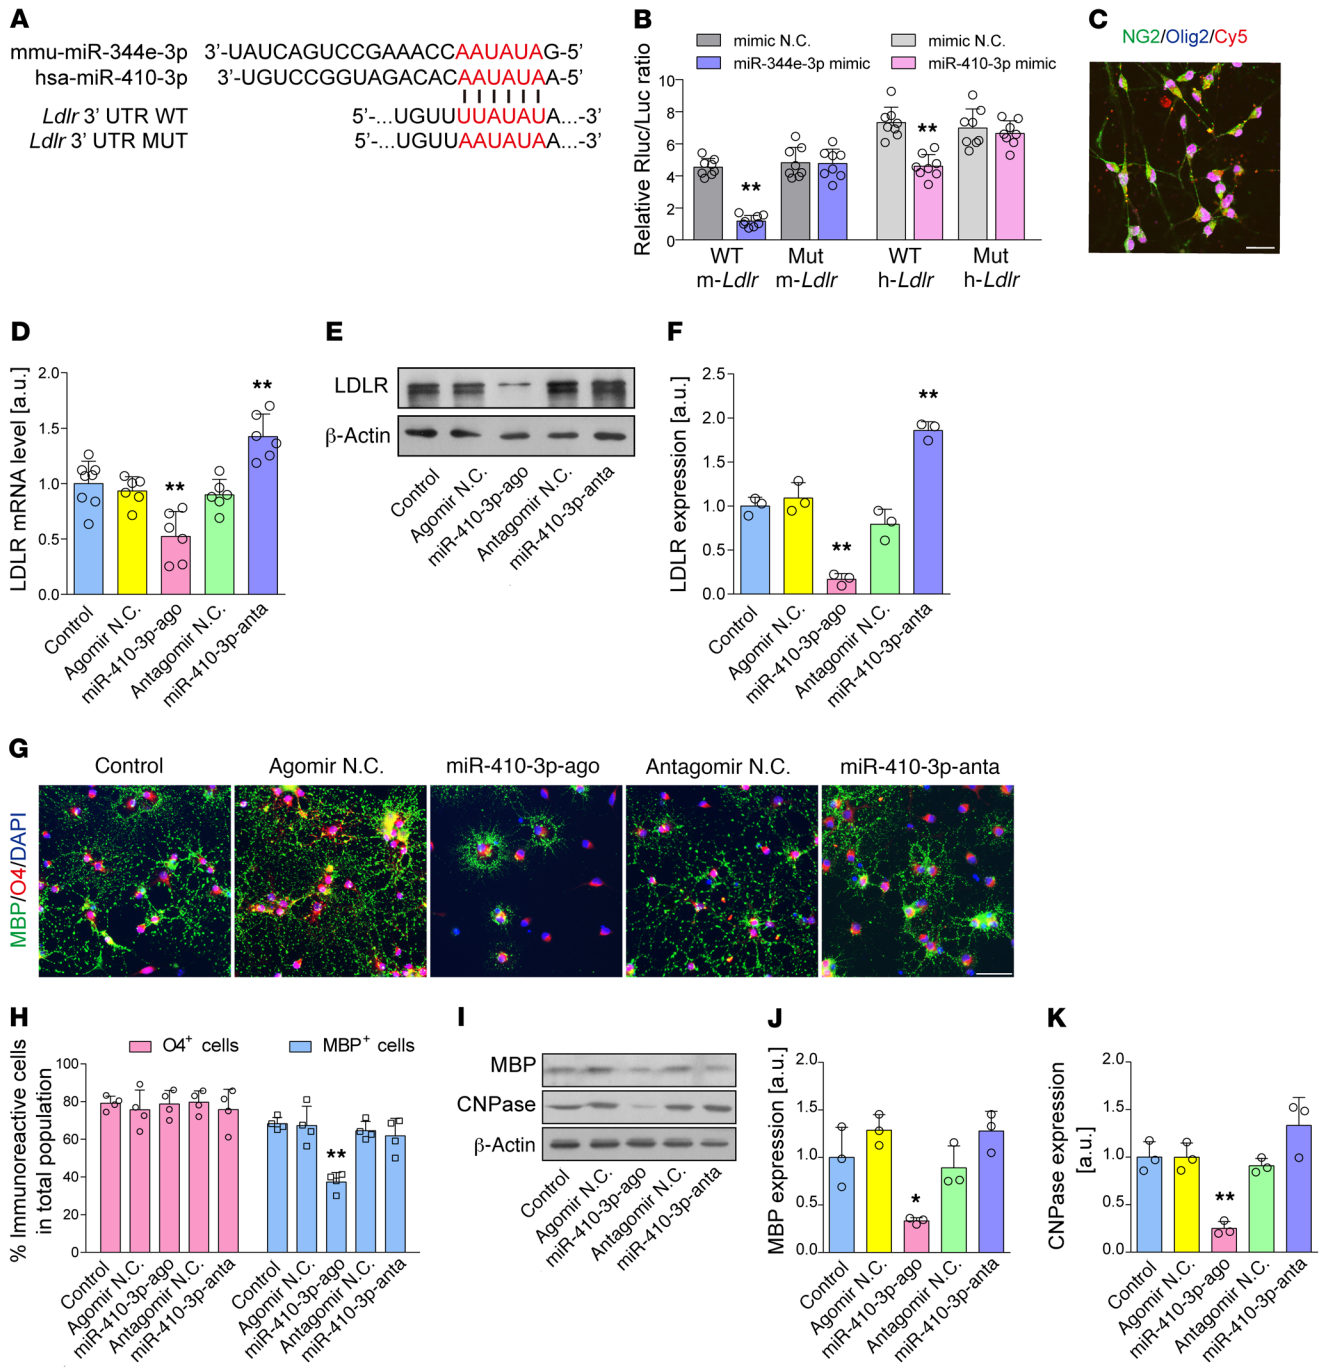 A
mmu-miR-344e-3p 3’-UAUCAGUCCGAAACCAAUAUAG-5’
hsa-miR-410-3p 3’-UGUCCGGUAGACACAAUAUAA-5’
Ldlr 3’ UTR WT 5’-...UGUUUUAUAUA...-3’
Ldlr 3’ UTR MUT 5’-...UGUUAAUAUAA...-3’
B
mimic N.C.
miR-344e-3p mimic
mimic N.C.
miR-410-3p mimic
Relative Rluc/Luc ratio
10
8
6
4
2
0
**
**
WT
m-Ldlr
Mut
m-Ldlr
WT
h-Ldlr
Mut
h-Ldlr
C
NG2/Olig2/Cy5
D
LDLR mRNA level [a.u.]
2.0
1.5
1.0
0.5
0.0
**
**
Control
Agomir N.C.
miR-410-3p-ago
Antagomir N.C.
miR-410-3p-anta
E
LDLR
β-Actin
Control
Agomir N.C.
miR-410-3p-ago
Antagomir N.C.
miR-410-3p-anta
F
LDLR expression [a.u.]
2.5
2.0
1.5
1.0
0.5
0.0
**
**
Control
Agomir N.C.
miR-410-3p-ago
Antagomir N.C.
miR-410-3p-anta
G
Control
Agomir N.C.
miR-410-3p-ago
Antagomir N.C.
miR-410-3p-anta
MBP/O4/DAPI
H
O4+ cells
MBP+ cells
% Immunoreactive cells
in total population
100
80
60
40
20
0
**
Control
Agomir N.C.
miR-410-3p-ago
Antagomir N.C.
miR-410-3p-anta
Control
Agomir N.C.
miR-410-3p-ago
Antagomir N.C.
miR-410-3p-anta
I
MBP
CNPase
β-Actin
Control
Agomir N.C.
miR-410-3p-ago
Antagomir N.C.
miR-410-3p-anta
J
MBP expression [a.u.]
2.0
1.5
1.0
0.5
0.0
*
Control
Agomir N.C.
miR-410-3p-ago
Antagomir N.C.
miR-410-3p-anta
K
CNPase expression
[a.u.]
2.0
1.5
1.0
0.5
0.0
**
Control
Agomir N.C.
miR-410-3p-ago
Antagomir N.C.
miR-410-3p-anta